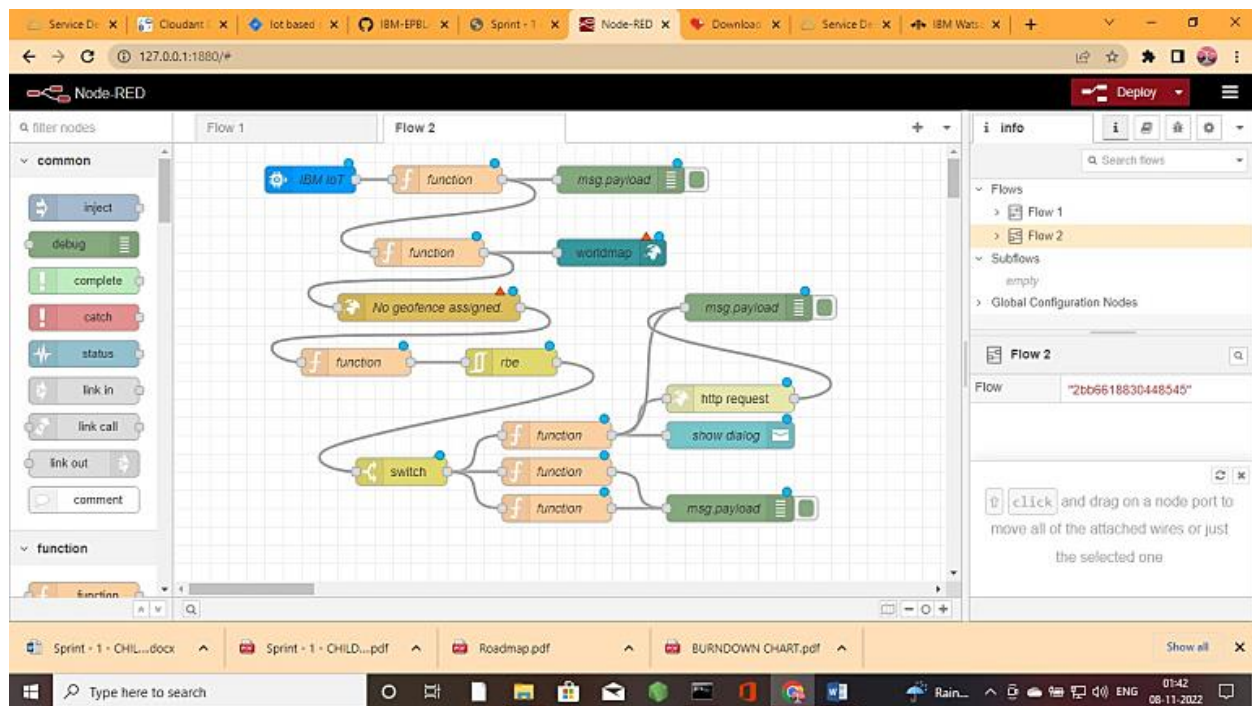 Service De
Cloudant
Iot based
IBM-EPBL
Sprint - 1
Node-RED
Download
Service De
IBM Wats
127.0.0.1:1880/#
Node-RED
Deploy
filter nodes
Flow 1
Flow 2
i info
Search flows
common
inject
debug
complete
catch
status
link in
link call
link out
comment
function
function
IBM IoT
function
msg.payload
function
worldmap
No geofence assigned.
msg.payload
function
rbe
http request
function
show dialog
switch
function
function
msg.payload
Flows
Flow 1
Flow 2
Subflows
empty
Global Configuration Nodes
Flow 2
Flow
"2bb6618830448545"
click and drag on a node port to
move all of the attached wires or just
the selected one
Sprint - 1 - CHIL...docx
Sprint - 1 - CHILD....pdf
Roadmap.pdf
BURNDOWN CHART.pdf
Show all
Type here to search
Rain...
ENG
01:42
08-11-2022